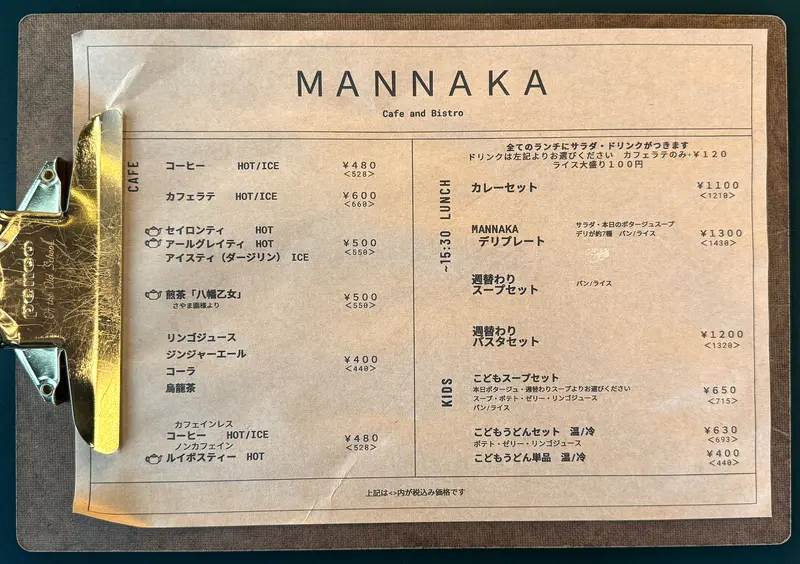 MANNAKA
Cafe and Bistro
CAFE
コーヒー HOT/ICE ¥480
<528>
カフェラテ HOT/ICE ¥600
<660>
セイロンティ HOT
アールグレイティ HOT ¥500
アイスティ（ダージリン） ICE <550>
煎茶「八幡乙女」 ¥500
さやま園様より <550>
リンゴジュース
ジンジャーエール
コーラ ¥400
<440>
烏龍茶
カフェインレス
コーヒー HOT/ICE ¥480
ノンカフェイン <528>
ルイボスティー HOT
全てのランチにサラダ・ドリンクがつきます
ドリンクは左記よりお選びください カフェラテのみ+¥120
ライス大盛り100円
~15:30 LUNCH
カレーセット ¥1100
<1210>
MANNAKA サラダ・本日のポタージュスープ
デリプレート デリが約7種 パン/ライス ¥1300
<1430>
週替わり パン/ライス
スープセット
週替わり ¥1200
パスタセット <1320>
KIDS
こどもスープセット
本日ポタージュ・週替わりスープよりお選びください ¥650
スープ・ポテト・ゼリー・リンゴジュース <715>
パン/ライス
こどもうどんセット 温/冷 ¥630
ポテト・ゼリー・リンゴジュース <693>
こどもうどん単品 温/冷 ¥400
<440>
上記は<>内が税込み価格です
penco